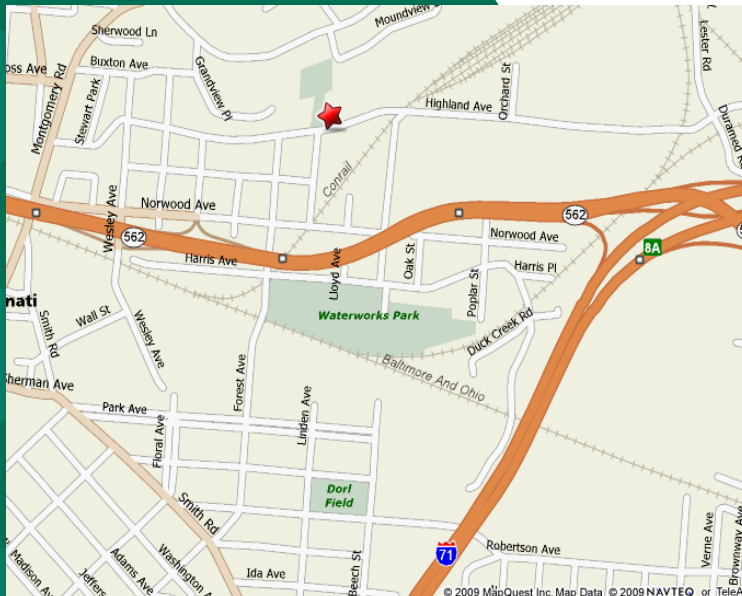 Moundview
Sherwood Ln
Buxton Ave
Grandview Pl
oss Ave
Montgomery Rd
Stewart Park
Lester Rd
Orchard St
Highland Ave
Duramed R
Conrail
Wesley Ave
Norwood Ave
562
562
5
Norwood Ave
8A
Harris Ave
Lloyd Ave
Oak St
Harris Pl
Poplar St
nati
Waterworks Park
Wall St
Smith Rd
Wesley Ave
Duck Creek Rd
Baltimore And Ohio
Sherman Ave
Forest Ave
Park Ave
Linden Ave
Floral Ave
Dorl
Field
Smith Rd
71
Robertson Ave
Verne Ave
Brownway Ave
Beech St
Ida Ave
Washington A
Adams Ave
Jeffers
Madison Ave
© 2009 MapQuest Inc. Map Data © 2009 NAVTEQ or TeleA